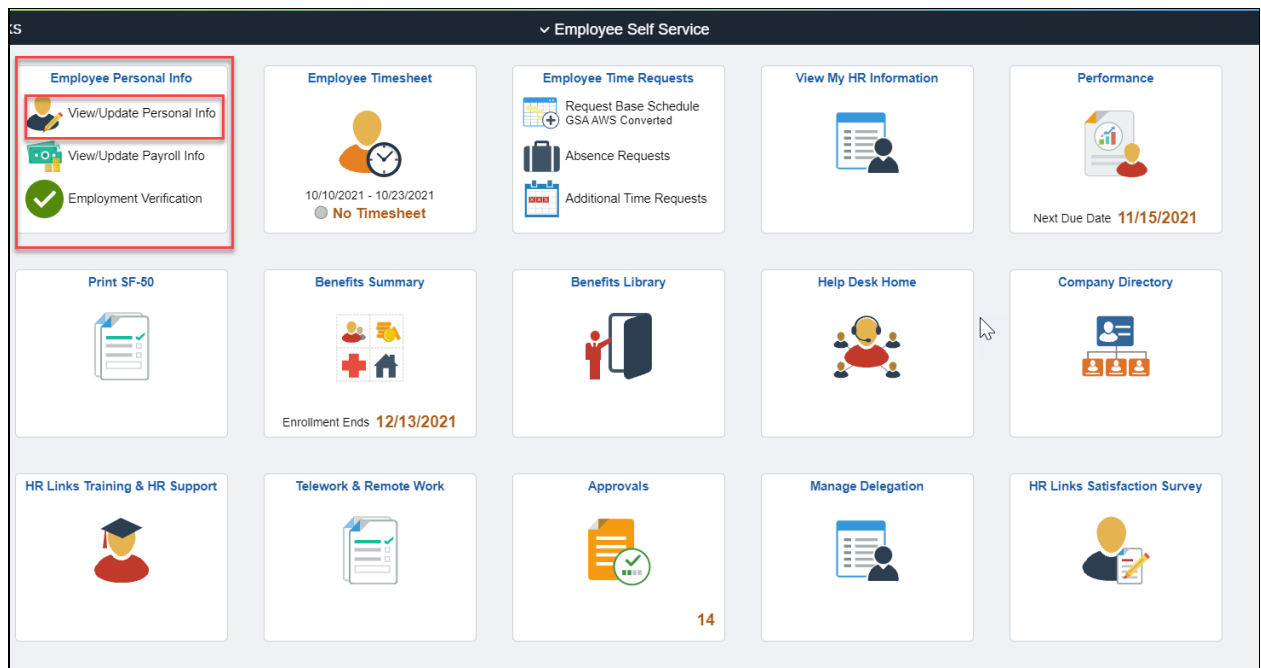 Employee Self Service
Employee Personal Info
View/Update Personal Info
View/Update Payroll Info
Employment Verification
Employee Timesheet
10/10/2021 - 10/23/2021
No Timesheet
Employee Time Requests
Request Base Schedule
GSA AWS Converted
Absence Requests
Additional Time Requests
View My HR Information
Performance
Next Due Date 11/15/2021
Print SF-50
Benefits Summary
Enrollment Ends 12/13/2021
Benefits Library
Help Desk Home
Company Directory
HR Links Training & HR Support
Telework & Remote Work
Approvals
14
Manage Delegation
HR Links Satisfaction Survey